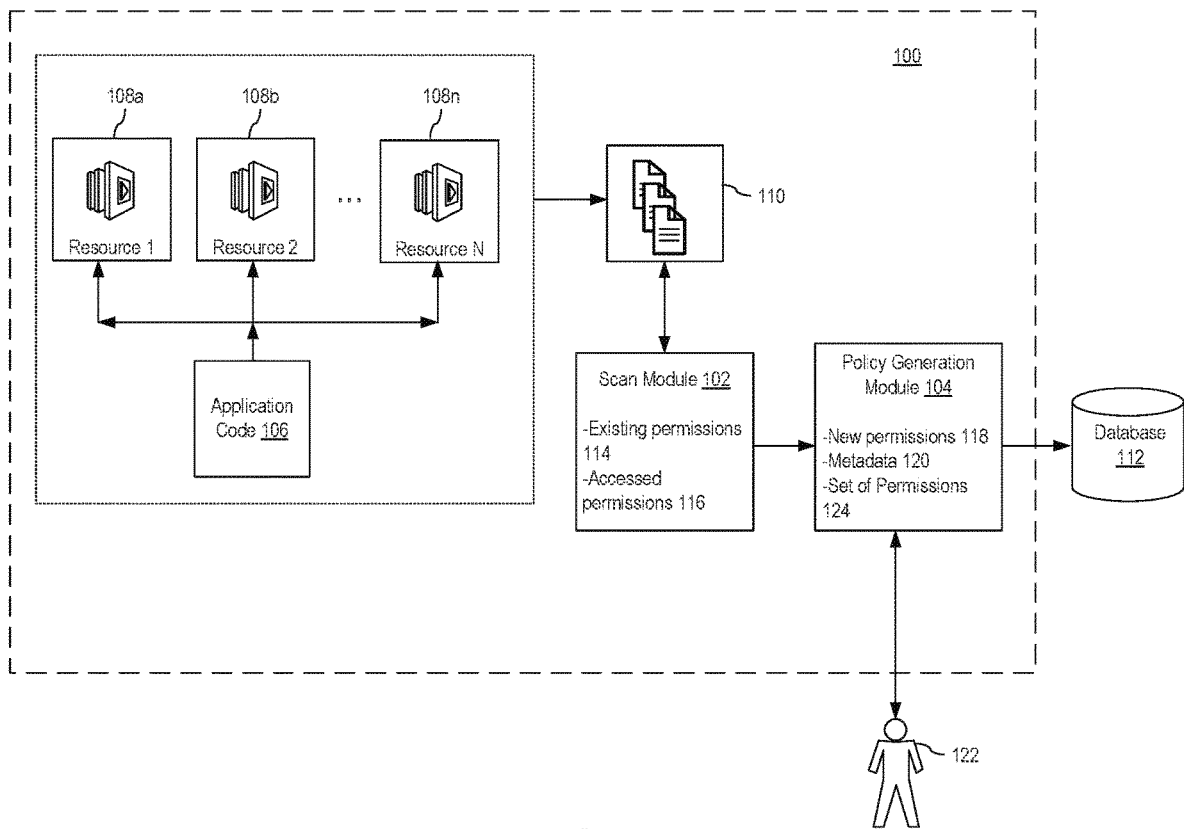 100
108a
108b
108n
Resource 1
Resource 2
...
Resource N
110
Application
Code 106
Scan Module 102
-Existing permissions
114
-Accessed
permissions 116
Policy Generation
Module 104
-New permissions 118
-Metadata 120
-Set of Permissions
124
Database
112
122